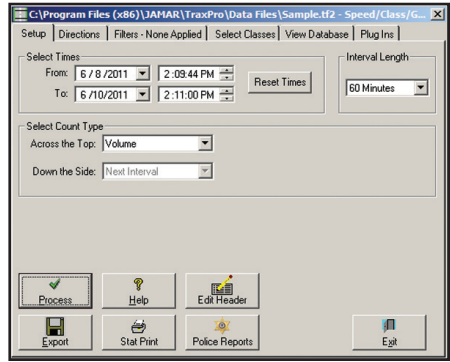 C:\Program Files (x86)\JAMAR\TraxPro\Data Files\Sample.tf2 - Speed/Class/G...
Setup Directions Filters - None Applied Select Classes View Database Plug Ins
Select Times
Interval Length
From: 6 / 8 /2011 2:09:44 PM
Reset Times
60 Minutes
To: 6 /10/2011 2:11:00 PM
Select Count Type
Across the Top: Volume
Down the Side: Next Interval
Process Help Edit Header
Export Stat Print Police Reports Exit